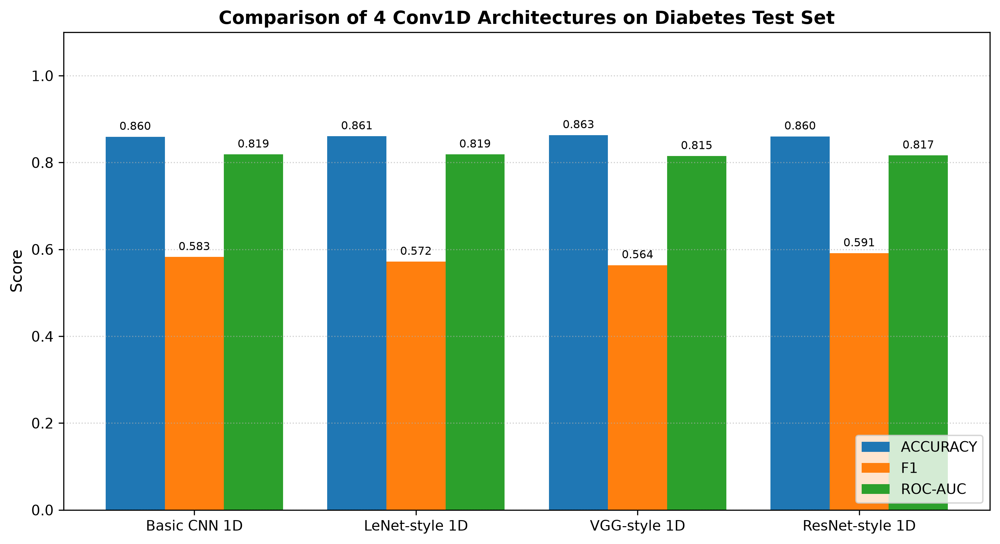 Comparison of 4 Conv1D Architectures on Diabetes Test Set
Score
1.0
0.8
0.6
0.4
0.2
0.0
0.860
0.583
0.819
0.861
0.572
0.819
0.863
0.564
0.815
0.860
0.591
0.817
ACCURACY
F1
ROC-AUC
Basic CNN 1D
LeNet-style 1D
VGG-style 1D
ResNet-style 1D